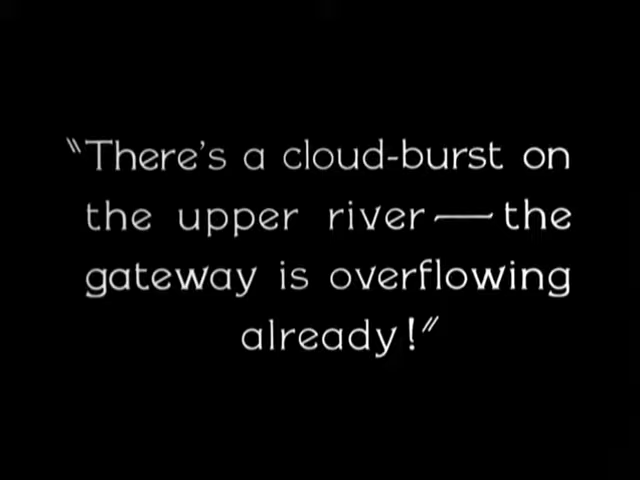 "There's a cloud-burst on
the upper river — the
gateway is overflowing
already!"